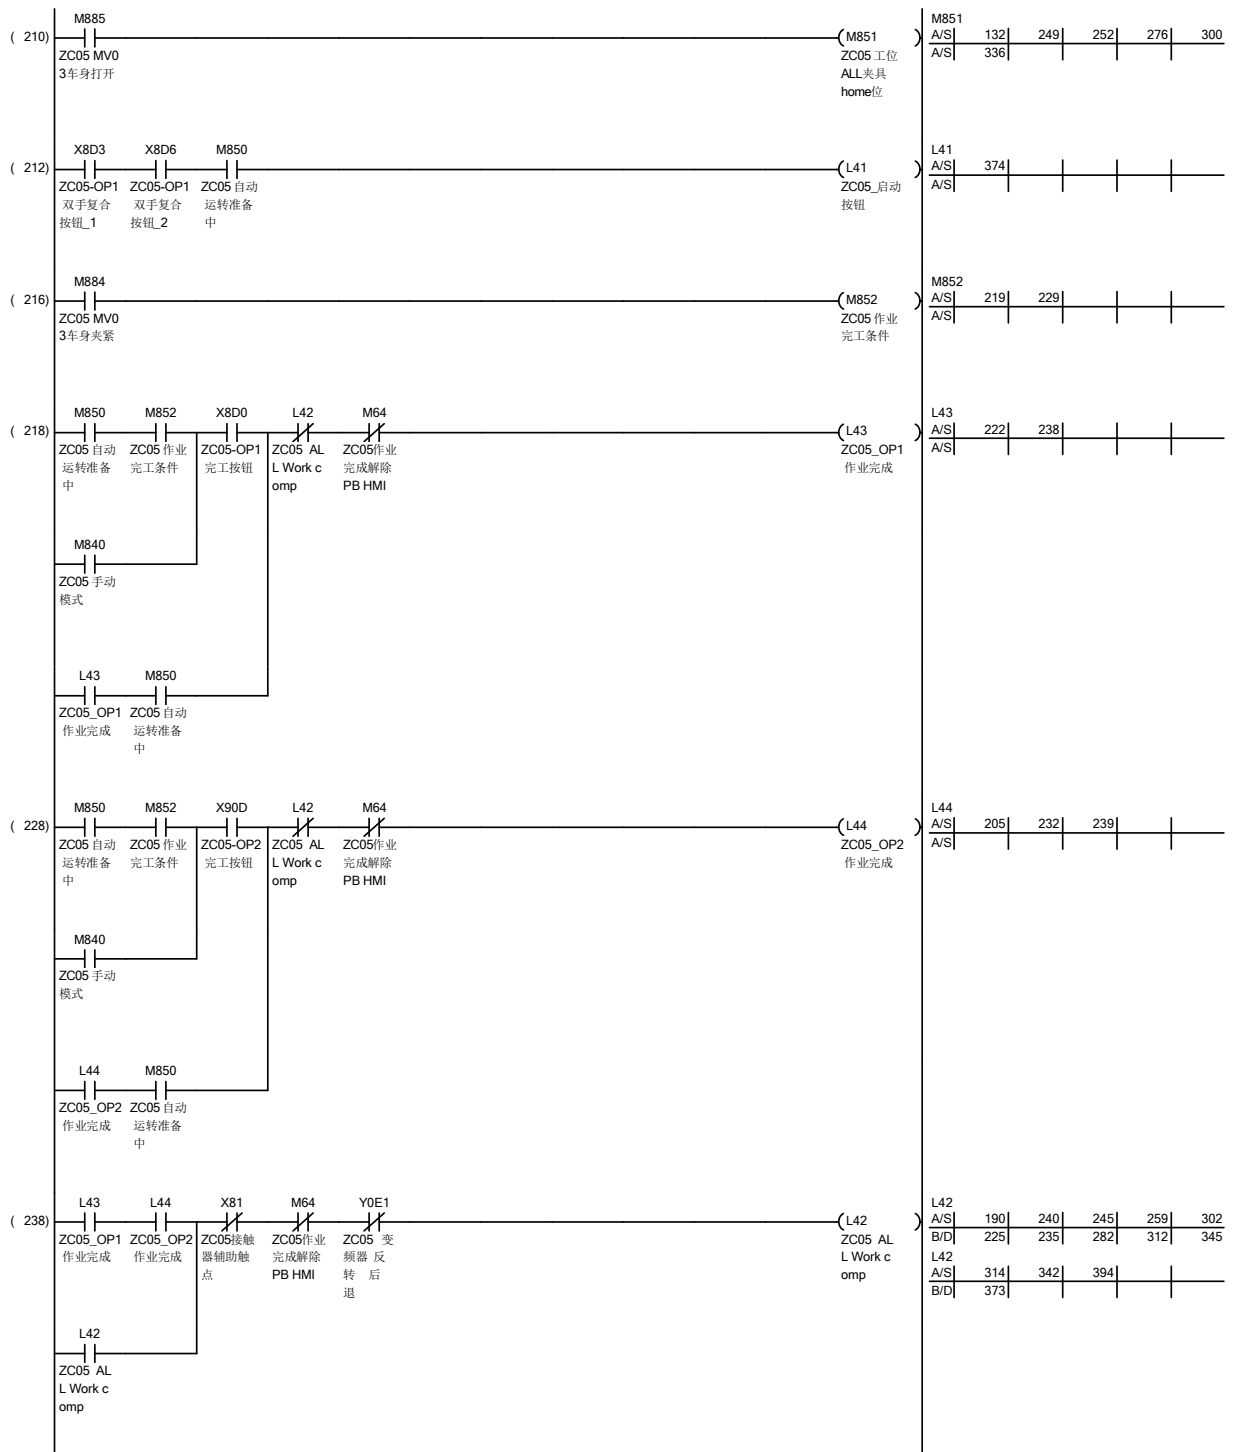 M885 M851
( 210) (M851 ) A/S 132 249 252 276 300
ZC05 MV0 ZC05 工位 A/S 336
3车身打开 ALL夹具
home位
X8D3 X8D6 M850 L41
( 212) (L41 ) A/S 374
ZC05-OP1 ZC05-OP1 ZC05 自动 ZC05_启动 A/S
双手复合 双手复合 运转准备 按钮
按钮_1 按钮_2 中
M884 M852
( 216) (M852 ) A/S 219 229
ZC05 MV0 ZC05 作业 A/S
3车身夹紧 完工条件
M850 M852 X8D0 L42 M64 L43
( 218) (L43 ) A/S 222 238
ZC05 自动 ZC05 作业 ZC05-OP1 ZC05 AL ZC05作业 ZC05_OP1 A/S
运转准备 完工条件 完工按钮 L Work c 完成解除 作业完成
中 omp PB HMI
M840
ZC05 手动
模式
L43 M850
ZC05_OP1 ZC05 自动
作业完成 运转准备
中
M850 M852 X90D L42 M64 L44
( 228) (L44 ) A/S 205 232 239
ZC05 自动 ZC05 作业 ZC05-OP2 ZC05 AL ZC05作业 ZC05_OP2 A/S
运转准备 完工条件 完工按钮 L Work c 完成解除 作业完成
中 omp PB HMI
M840
ZC05 手动
模式
L44 M850
ZC05_OP2 ZC05 自动
作业完成 运转准备
中
L43 L44 X81 M64 Y0E1 L42
( 238) (L42 ) A/S 190 240 245 259 302
ZC05_OP1 ZC05_OP2 ZC05接触 ZC05作业 ZC05 变 ZC05 AL B/D 225 235 282 312 345
作业完成 作业完成 器辅助触 完成解除 频器 反 L Work c L42
点 PB HMI 转 后 omp A/S 314 342 394
退 B/D 373
L42
ZC05 AL
L Work c
omp